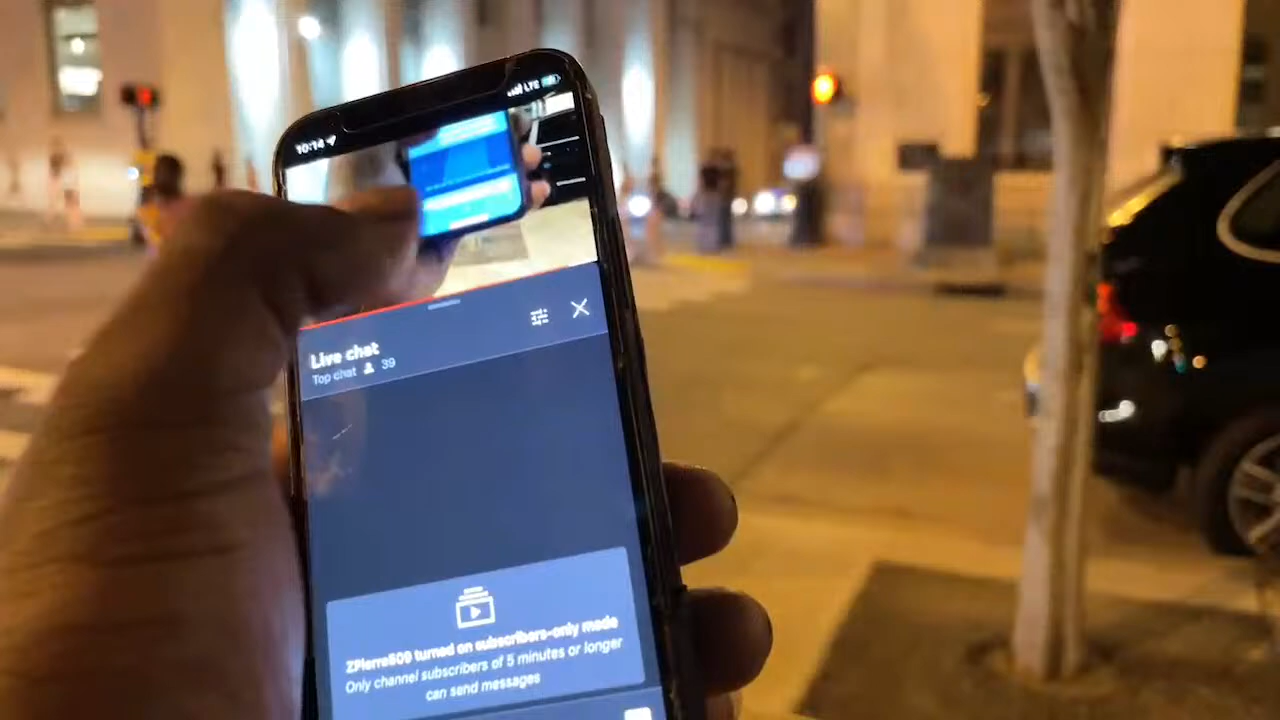 10:14
LTE
Live chat
Top chat 39
ZPierre509 turned on subscribers-only mode
Only channel subscribers of 5 minutes or longer
can send messages